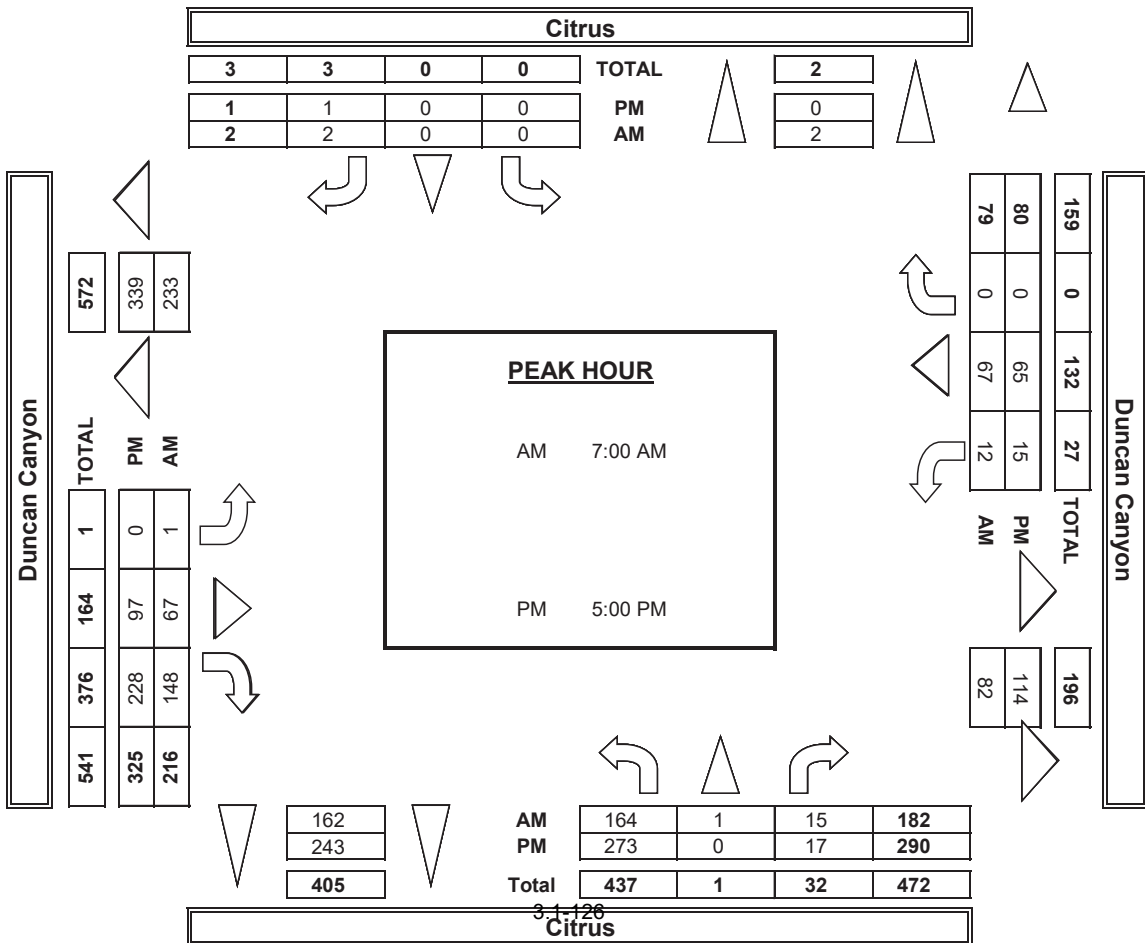 Citrus
3 3 0 0 TOTAL 2
1 1 0 0 PM 0
2 2 0 0 AM 2
Duncan Canyon
572
339
233
TOTAL
PM
AM
1 164 376 541
0 97 228 325
1 67 148 216
PEAK HOUR
AM 7:00 AM
PM 5:00 PM
79 0 67 12 AM
80 0 65 15 PM
159 0 132 27 TOTAL
82
114
196
Duncan Canyon
162 AM 164 1 15 182
243 PM 273 0 17 290
405 Total 437 1 32 472
3.1-126
Citrus